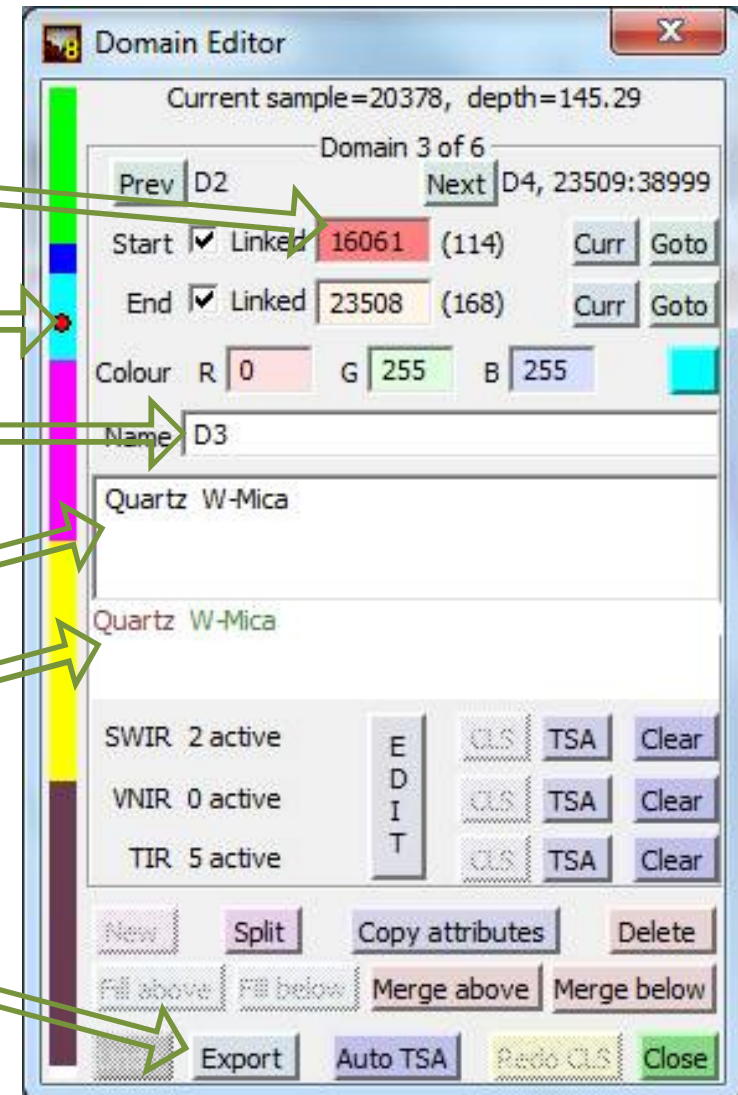 Domain Editor
Current sample=20378, depth=145.29
Domain 3 of 6
Prev D2 Next D4, 23509:38999
Start Linked 16061 (114) Curr Goto
End Linked 23508 (168) Curr Goto
Colour R 0 G 255 B 255
Name D3
Quartz W-Mica
Quartz W-Mica
SWIR 2 active EDIT CLS TSA Clear
VNIR 0 active CLS TSA Clear
TIR 5 active CLS TSA Clear
New Split Copy attributes Delete
Fill above Fill below Merge above Merge below
Export Auto TSA Redo CLS Close